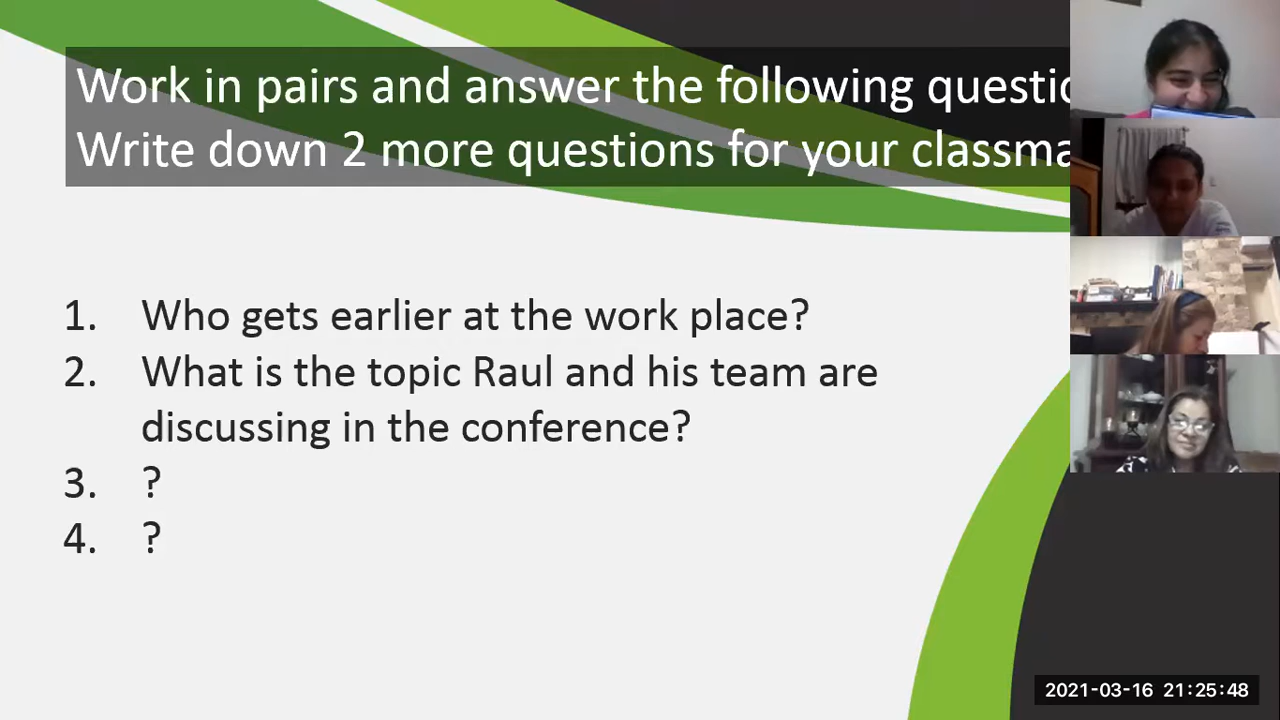 Work in pairs and answer the following
Write down 2 more questions for your
1. Who gets earlier at the work place?
2. What is the topic Raul and his team are
discussing in the conference?
3. ?
4. ?
2021-03-16 21:25:48